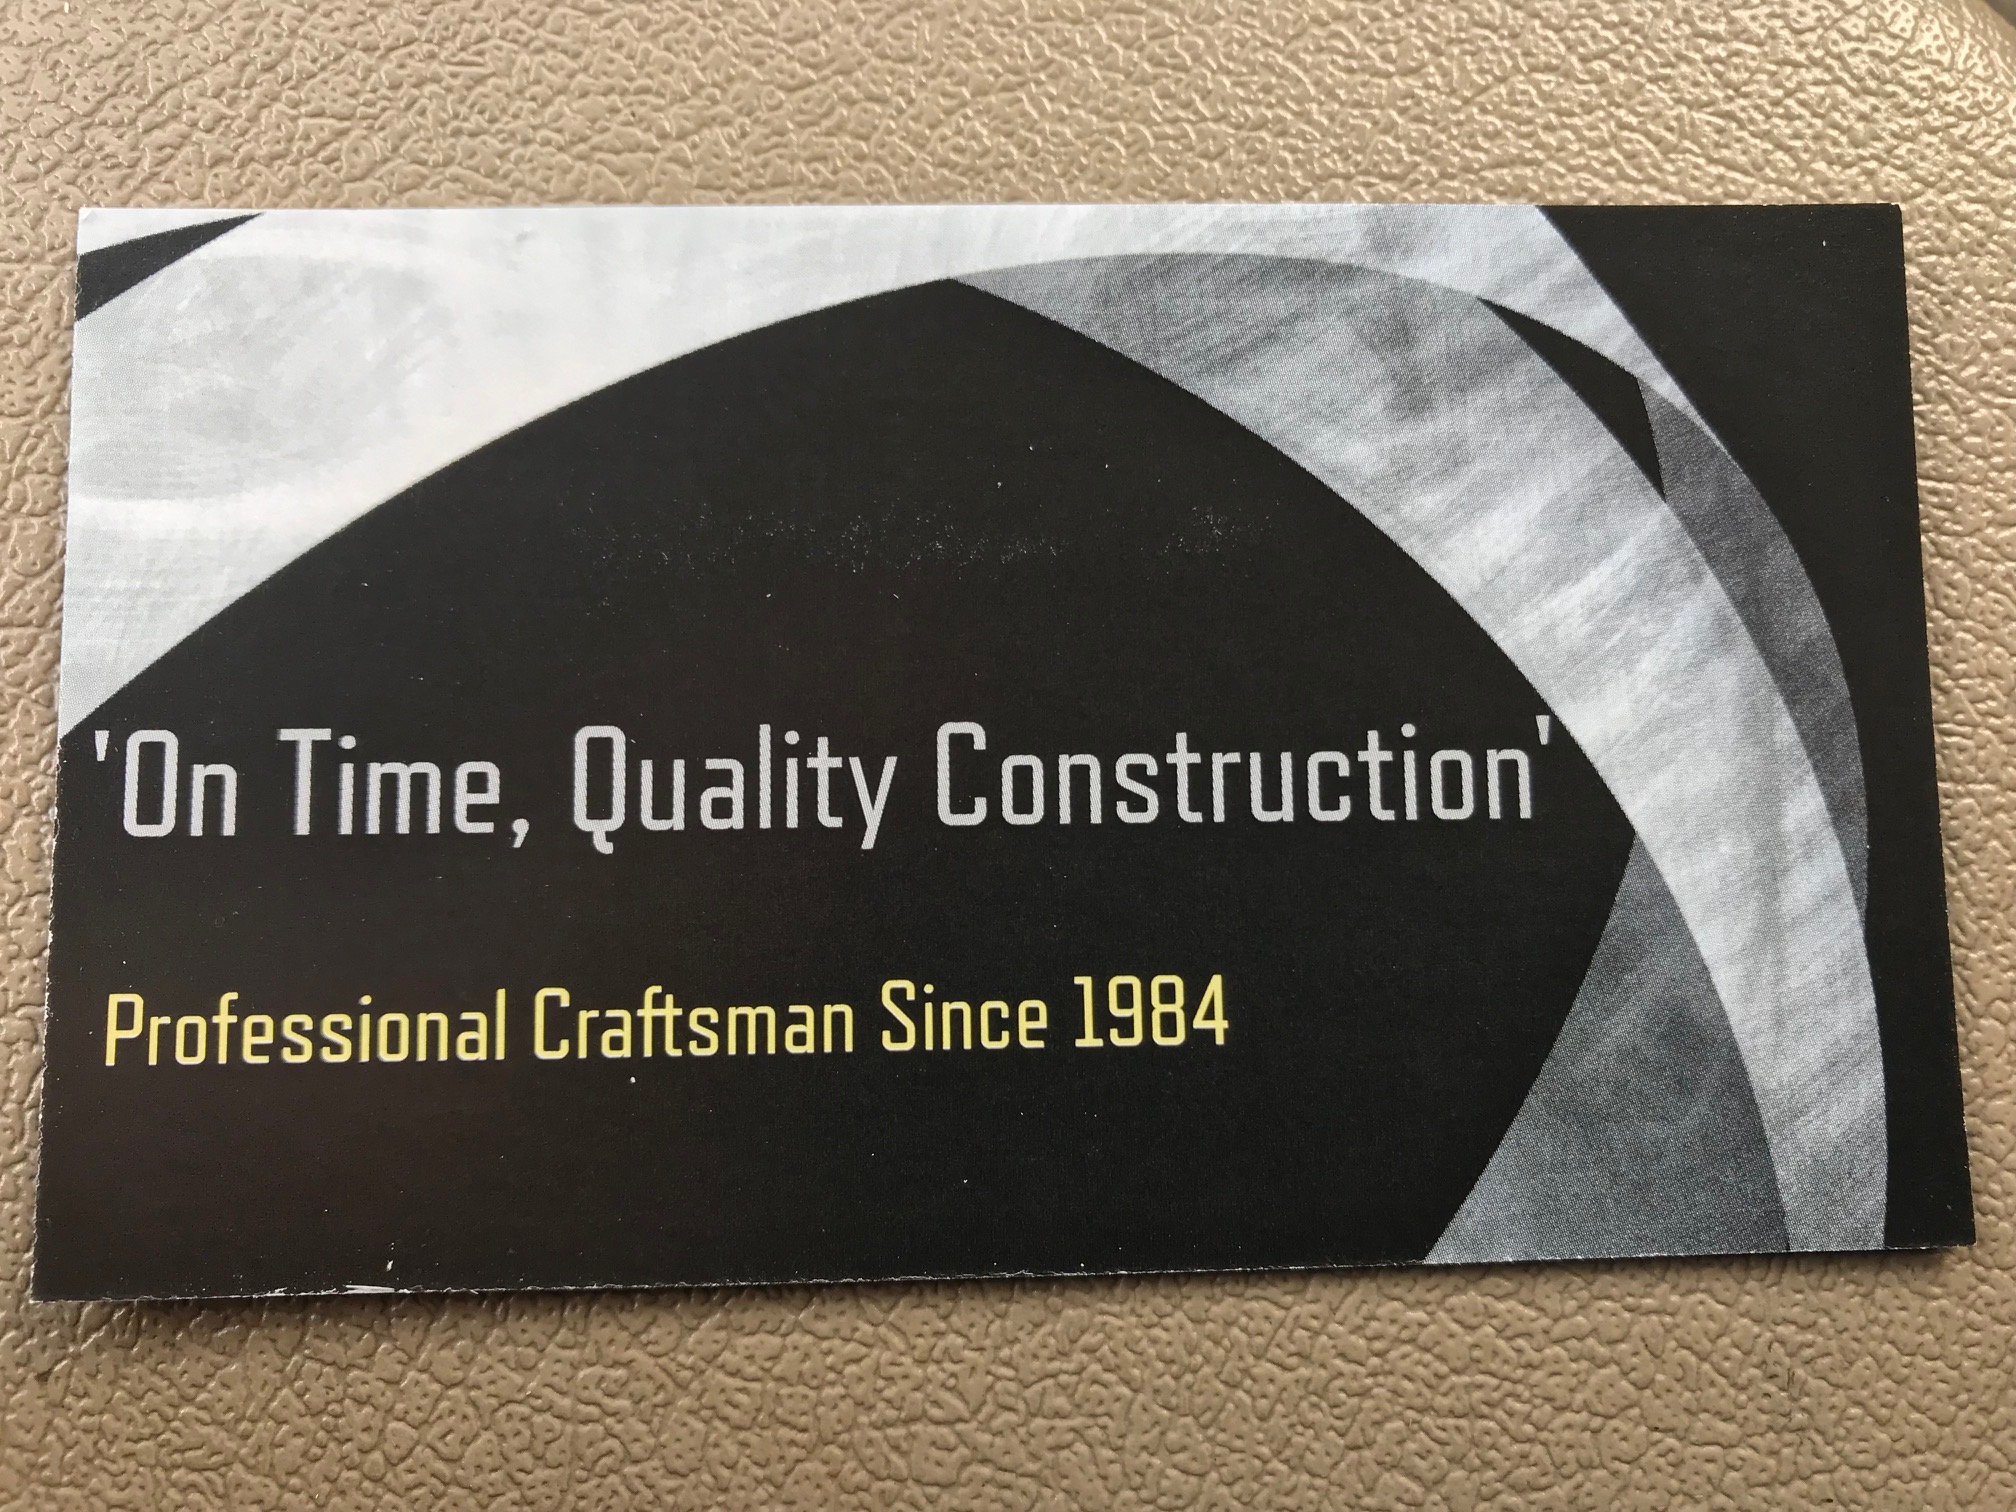 'On Time, Quality Construction'
Professional Craftsman Since 1984